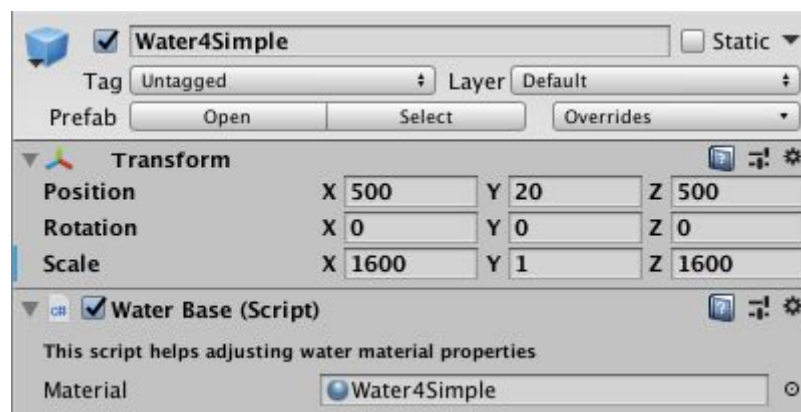 Water4Simple Static
Tag Untagged Layer Default
Prefab Open Select Overrides
Transform
Position X 500 Y 20 Z 500
Rotation X 0 Y 0 Z 0
Scale X 1600 Y 1 Z 1600
C# Water Base (Script)
This script helps adjusting water material properties
Material Water4Simple